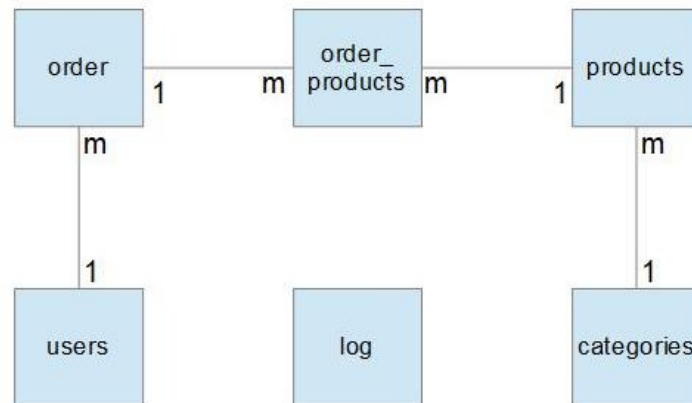 order
order_
products
products
1
m
m
1
m
m
1
1
users
log
categories